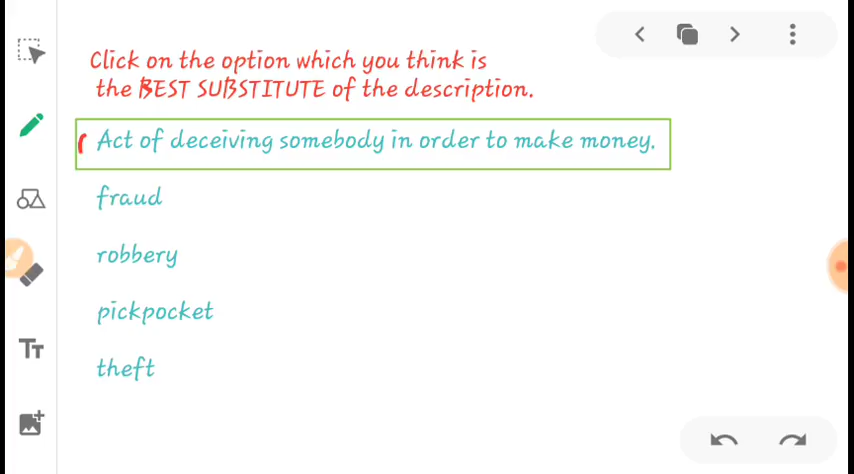 Click on the option which you think is
the BEST SUBSTITUTE of the description.
Act of deceiving somebody in order to make money.
fraud
robbery
pickpocket
theft
TT